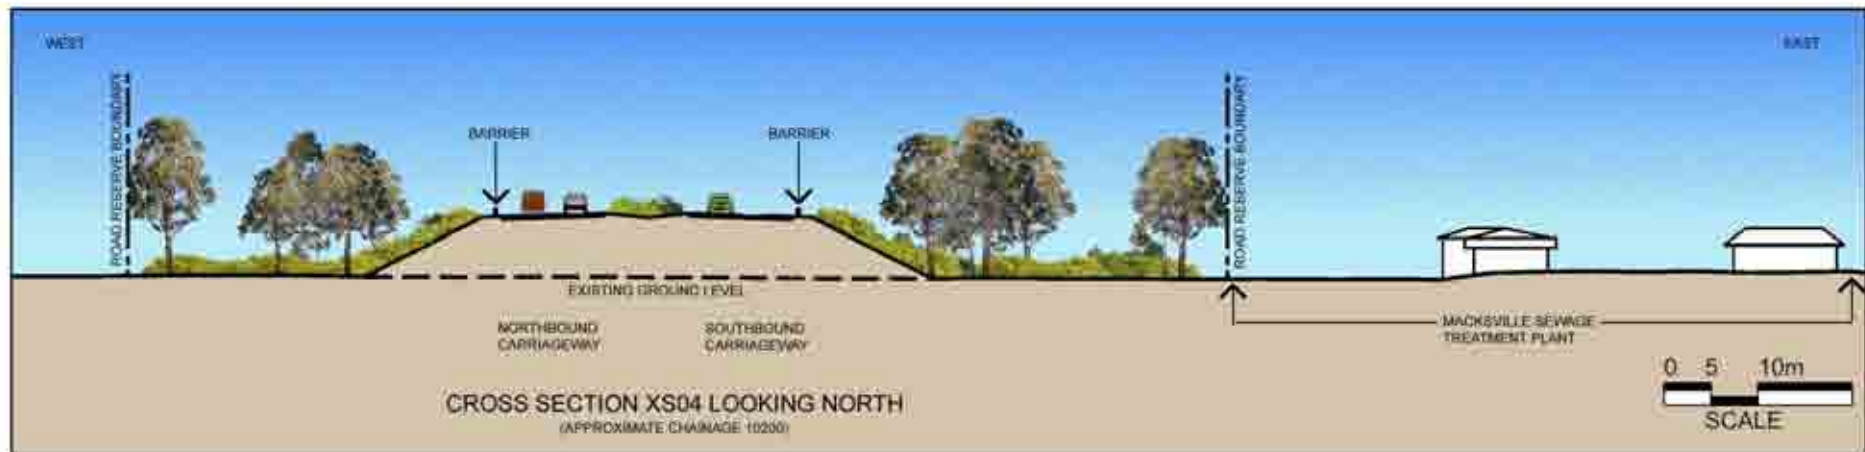 WEST
EAST
ROAD RESERVE BOUNDARY
BARRIER
BARRIER
ROAD RESERVE BOUNDARY
EXISTING GROUND LEVEL
NORTHBOUND
CARRIAGEWAY
SOUTHBOUND
CARRIAGEWAY
MACKSVILLE SEWAGE
TREATMENT PLANT
CROSS SECTION XS04 LOOKING NORTH
(APPROXIMATE CHAINAGE 10200)
0 5 10m
SCALE